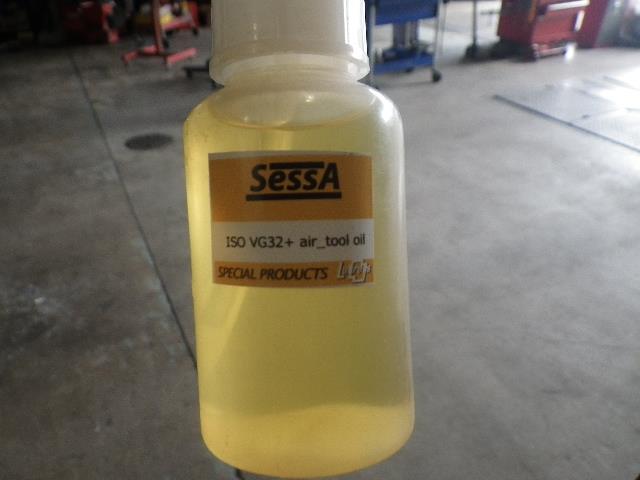 SessA
ISO VG32+ air_tool oil
SPECIAL PRODUCTS